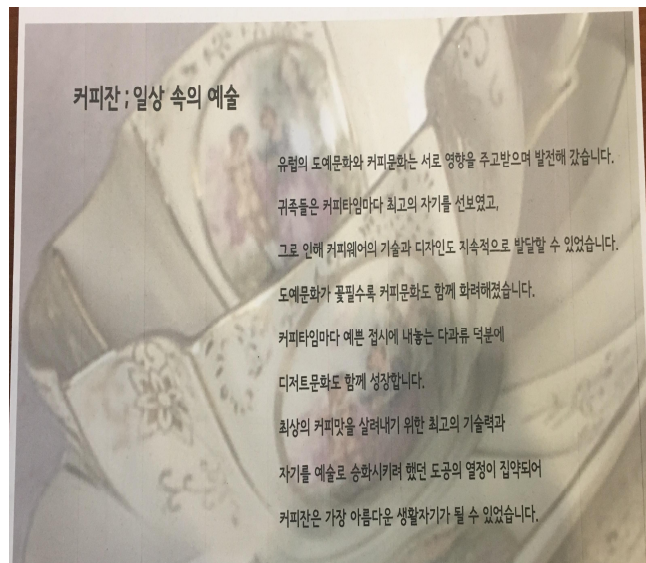 커피잔 ; 일상 속의 예술
유럽의 도예문화와 커피문화는 서로 영향을 주고받으며 발전해 갔습니다.
귀족들은 커피타임마다 최고의 자기를 선보였고,
그로 인해 커피웨어의 기술과 디자인도 지속적으로 발달할 수 있었습니다.
도예문화가 꽃필수록 커피문화도 함께 화려해졌습니다.
커피타임마다 예쁜 접시에 내놓는 다과류 덕분에
디저트문화도 함께 성장합니다.
최상의 커피맛을 살려내기 위한 최고의 기술력과
자기를 예술로 승화시키려 했던 도공의 열정이 집약되어
커피잔은 가장 아름다운 생활자기가 될 수 있었습니다.